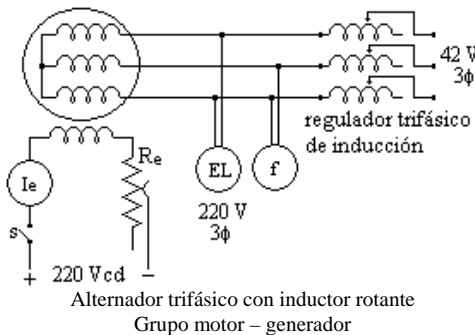 42 V
3ϕ
regulador trifásico
de inducción
Re
Ie
EL
f
220 V
3ϕ
s
+ 220 Vcd −
Alternador trifásico con inductor rotante
Grupo motor – generador